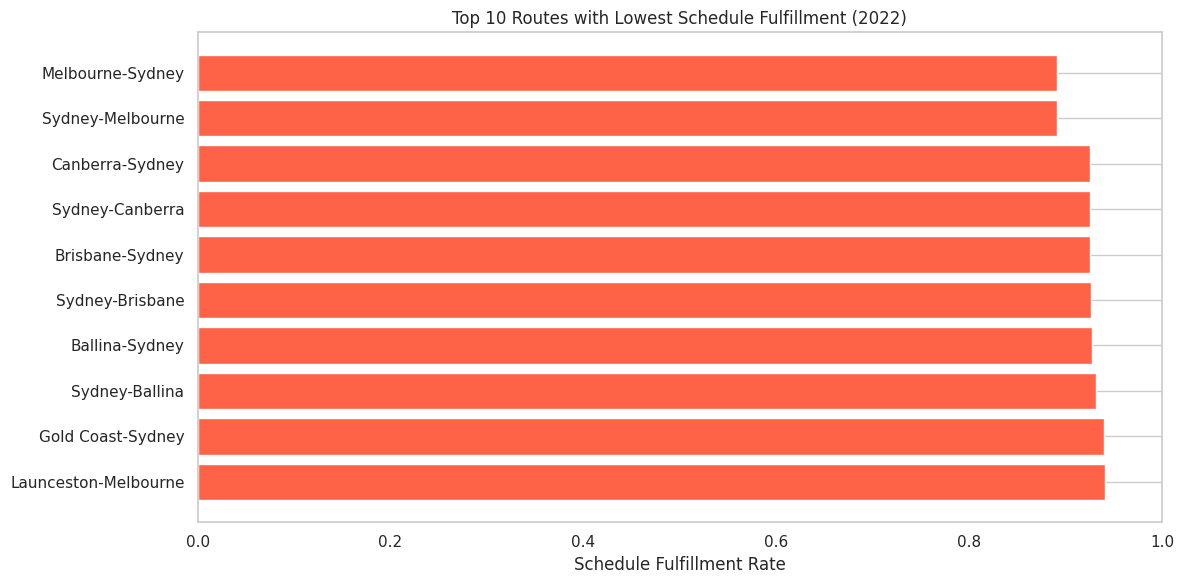 Top 10 Routes with Lowest Schedule Fulfillment (2022)
Melbourne-Sydney
Sydney-Melbourne
Canberra-Sydney
Sydney-Canberra
Brisbane-Sydney
Sydney-Brisbane
Ballina-Sydney
Sydney-Ballina
Gold Coast-Sydney
Launceston-Melbourne
0.0 0.2 0.4 0.6 0.8 1.0
Schedule Fulfillment Rate